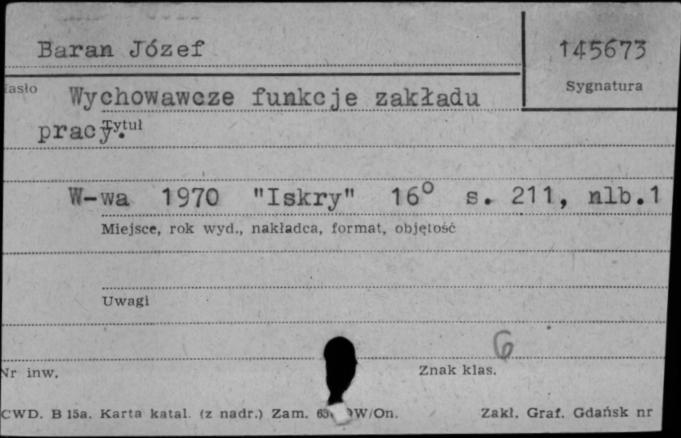 Baran Józef
145673
Sygnatura
Hasło
Wychowawcze funkcje zakładu
pracy.
Tytuł
W-wa 1970 "Iskry" 16° s. 211, nlb.1
Miejsce, rok wyd., nakładca, format, objętość
Uwagi
6
Nr inw.
Znak klas.
CWD. B 15a. Karta katal. (z nadr.) Zam. W/On.
Zakł. Graf. Gdańsk nr